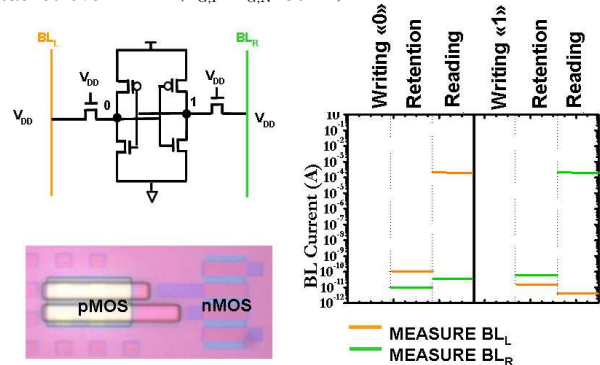 BL_L
BL_R
V_DD
V_DD
0
1
V_DD
V_DD
pMOS
nMOS
Writing «0»
Retention
Reading
Writing «1»
Retention
Reading
BL Current (A)
10^-1
10^-2
10^-3
10^-4
10^-5
10^-6
10^-7
10^-8
10^-9
10^-10
10^-11
10^-12
MEASURE BL_L
MEASURE BL_R